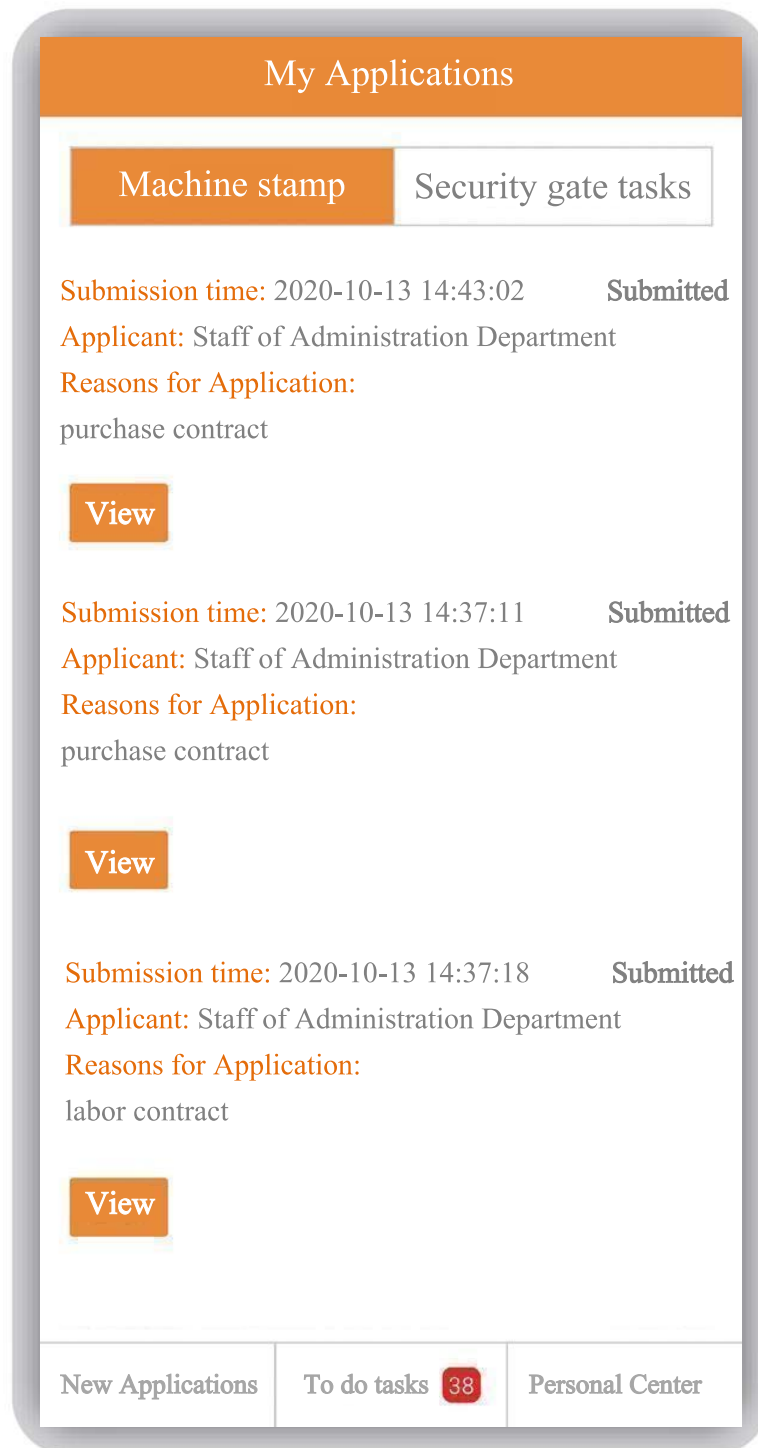 My Applications
Machine stamp Security gate tasks
Submission time: 2020-10-13 14:43:02 Submitted
Applicant: Staff of Administration Department
Reasons for Application:
purchase contract
View
Submission time: 2020-10-13 14:37:11 Submitted
Applicant: Staff of Administration Department
Reasons for Application:
purchase contract
View
Submission time: 2020-10-13 14:37:18 Submitted
Applicant: Staff of Administration Department
Reasons for Application:
labor contract
View
New Applications To do tasks 38 Personal Center